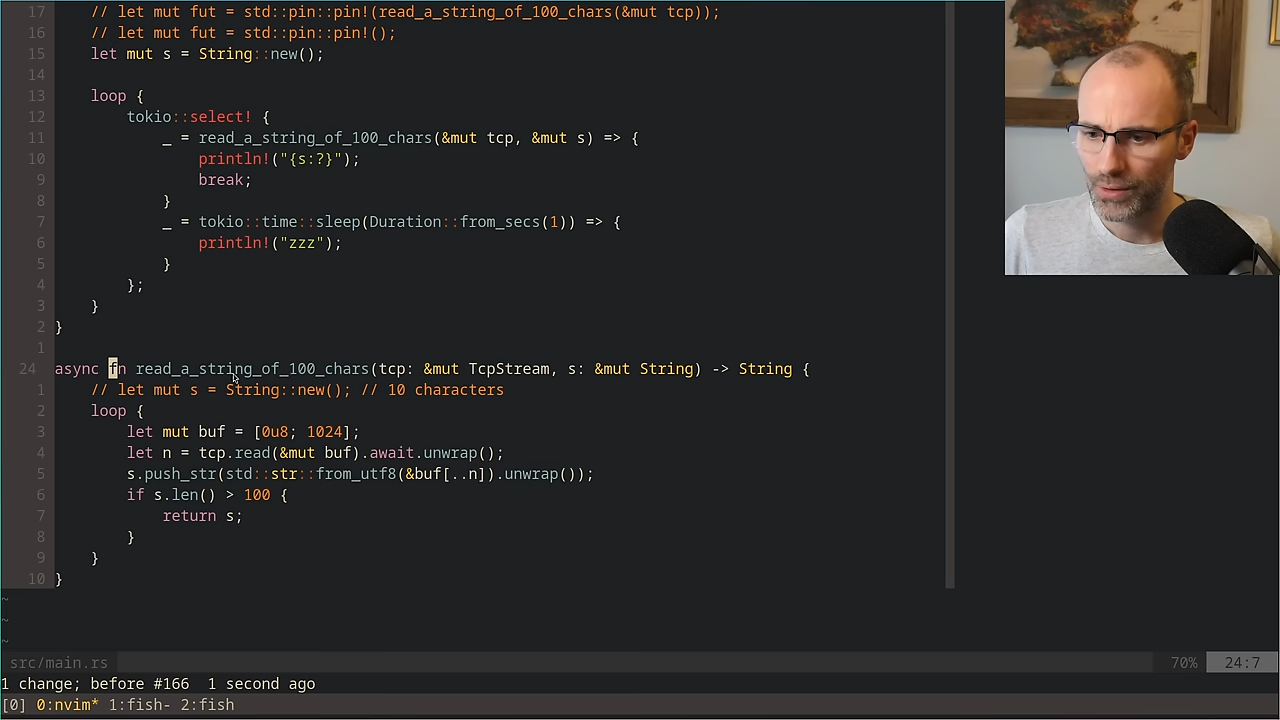 17 // let mut fut = std::pin::pin!(read_a_string_of_100_chars(&mut tcp));
16 // let mut fut = std::pin::pin!();
15 let mut s = String::new();
14
13 loop {
12 tokio::select! {
11 _ = read_a_string_of_100_chars(&mut tcp, &mut s) => {
10 println!("{s:?}");
9 break;
8 }
7 _ = tokio::time::sleep(Duration::from_secs(1)) => {
6 println!("zzz");
5 }
4 };
3 }
2 }
1
24 async fn read_a_string_of_100_chars(tcp: &mut TcpStream, s: &mut String) -> String {
1 // let mut s = String::new(); // 10 characters
2 loop {
3 let mut buf = [0u8; 1024];
4 let n = tcp.read(&mut buf).await.unwrap();
5 s.push_str(std::str::from_utf8(&buf[..n]).unwrap());
6 if s.len() > 100 {
7 return s;
8 }
9 }
10 }
~
~
~
src/main.rs 70% 24:7
1 change; before #166 1 second ago
[0] 0:nvim* 1:fish- 2:fish